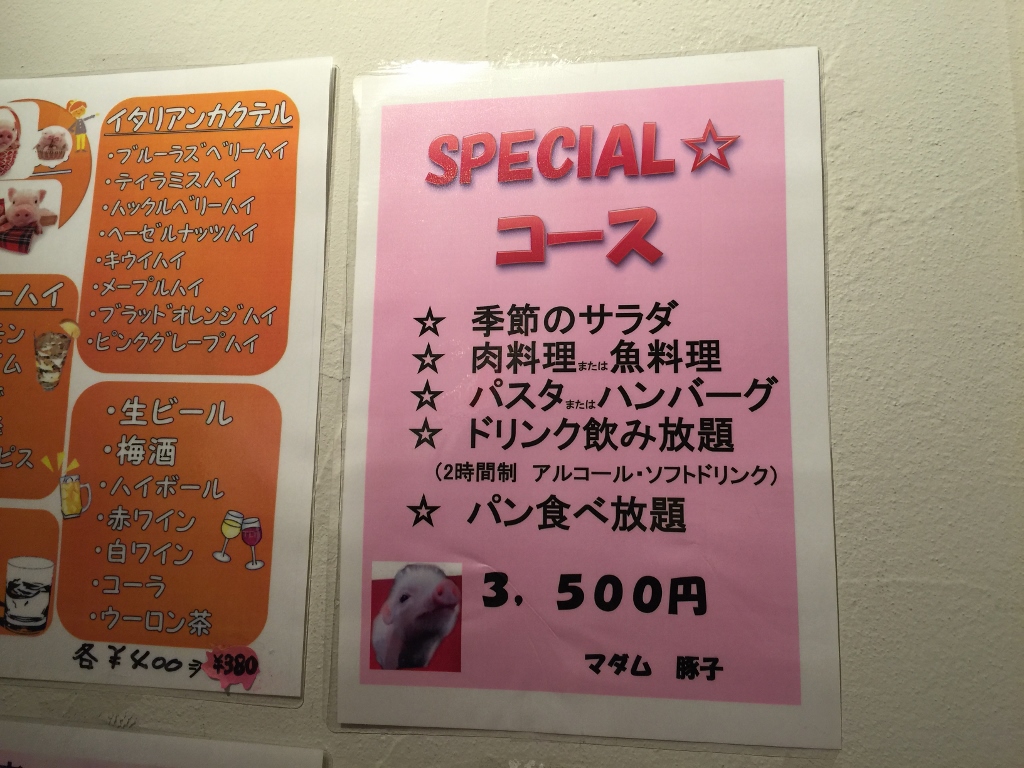 イタリアンカクテル
・ブルーラズベリーハイ
・ティラミスハイ
・ハックルベリーハイ
・ヘーゼルナッツハイ
・キウイハイ
・メープルハイ
・ブラッドオレンジハイ
・ピンクグレープハイ
ーハイ
モン
イム
ピス
・生ビール
・梅酒
・ハイボール
・赤ワイン
・白ワイン
・コーラ
・ウーロン茶
各¥400⇒¥380
SPECIAL☆
コース
☆ 季節のサラダ
☆ 肉料理または魚料理
☆ パスタまたはハンバーグ
☆ ドリンク飲み放題
(2時間制 アルコール・ソフトドリンク)
☆ パン食べ放題
3,500円
マダム 豚子